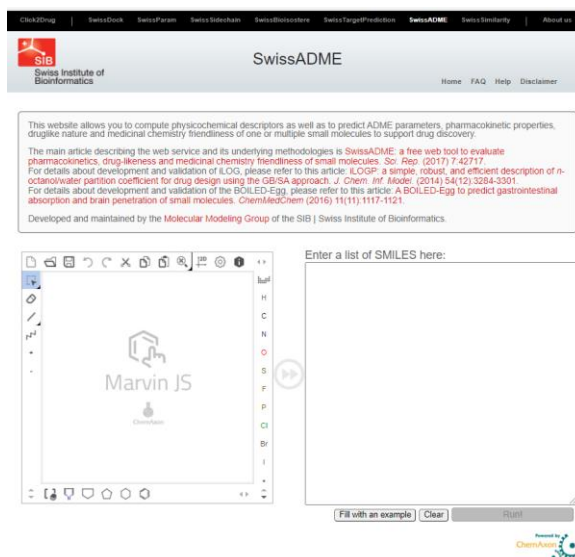 Click2Drug SwissDock SwissParam SwissSidechain SwissBioisostere SwissTargetPrediction SwissADME SwissSimilarity About us
SIB
Swiss Institute of
Bioinformatics
SwissADME
Home FAQ Help Disclaimer
This website allows you to compute physicochemical descriptors as well as to predict ADME parameters, pharmacokinetic properties,
druglike nature and medicinal chemistry friendliness of one or multiple small molecules to support drug discovery.
The main article describing the web service and its underlying methodologies is SwissADME: a free web tool to evaluate
pharmacokinetics, drug-likeness and medicinal chemistry friendliness of small molecules. Sci. Rep. (2017) 7:42717.
For details about development and validation of iLOG, please refer to this article: iLOGP: a simple, robust, and efficient description of n-
octanol/water partition coefficient for drug design using the GB/SA approach. J. Chem. Inf. Model. (2014) 54(12):3284-3301.
For details about development and validation of the BOILED-Egg, please refer to this article: A BOILED-Egg to predict gastrointestinal
absorption and brain penetration of small molecules. ChemMedChem (2016) 11(11):1117-1121.
Developed and maintained by the Molecular Modeling Group of the SIB | Swiss Institute of Bioinformatics.
Enter a list of SMILES here:
H
C
N
O
S
F
P
Cl
Br
I
Marvin JS
ChemAxon
Fill with an example Clear Run!
Powered by
ChemAxon